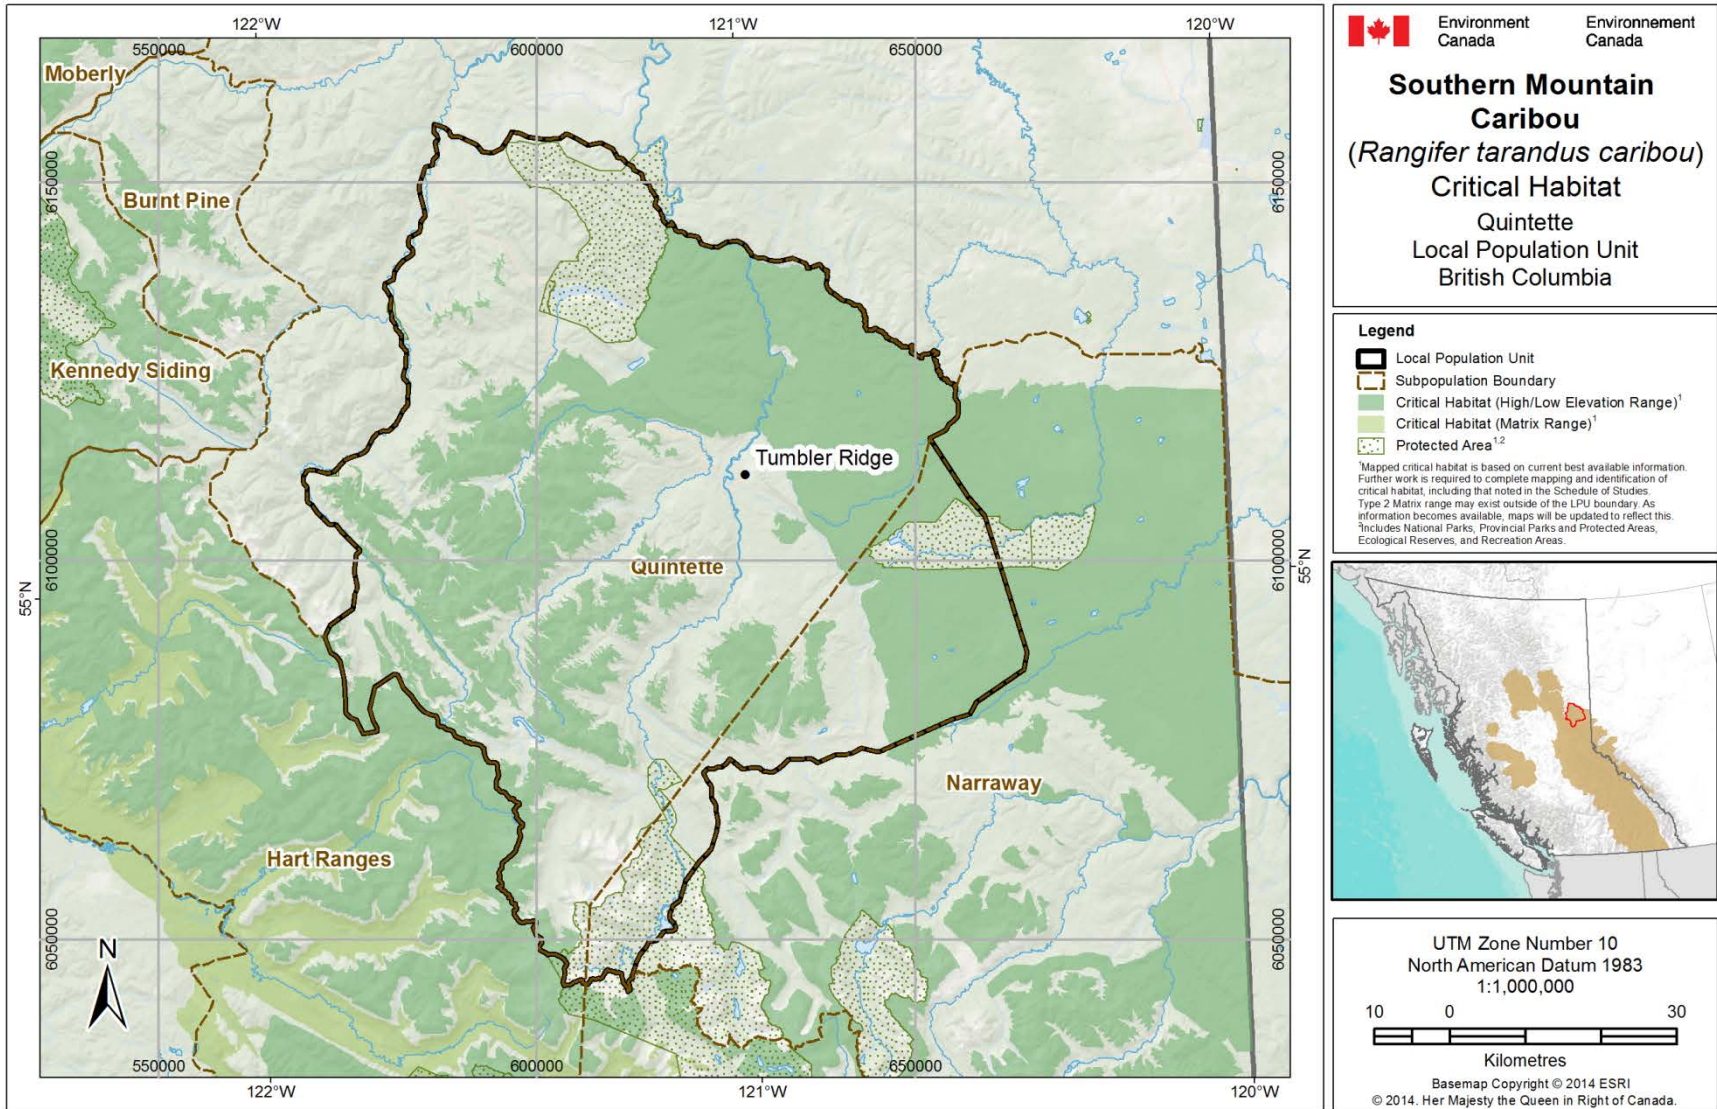 122°W
121°W
120°W
550000
600000
650000
Moberly
6150000
6150000
Burnt Pine
Kennedy Siding
Tumbler Ridge
Quintette
6100000
6100000
55°N
55°N
Narraway
Hart Ranges
6050000
6050000
N
550000
600000
650000
122°W
121°W
120°W
Environment Canada
Environnement Canada
Southern Mountain
Caribou
(Rangifer tarandus caribou)
Critical Habitat
Quintette
Local Population Unit
British Columbia
Legend
Local Population Unit
Subpopulation Boundary
Critical Habitat (High/Low Elevation Range)¹
Critical Habitat (Matrix Range)¹
Protected Area¹,²
¹Mapped critical habitat is based on current best available information.
Further work is required to complete mapping and identification of
critical habitat, including that noted in the Schedule of Studies.
Type 2 Matrix range may exist outside of the LPU boundary. As
information becomes available, maps will be updated to reflect this.
²Includes National Parks, Provincial Parks and Protected Areas,
Ecological Reserves, and Recreation Areas.
UTM Zone Number 10
North American Datum 1983
1:1,000,000
10 0 30
Kilometres
Basemap Copyright © 2014 ESRI
© 2014. Her Majesty the Queen in Right of Canada.